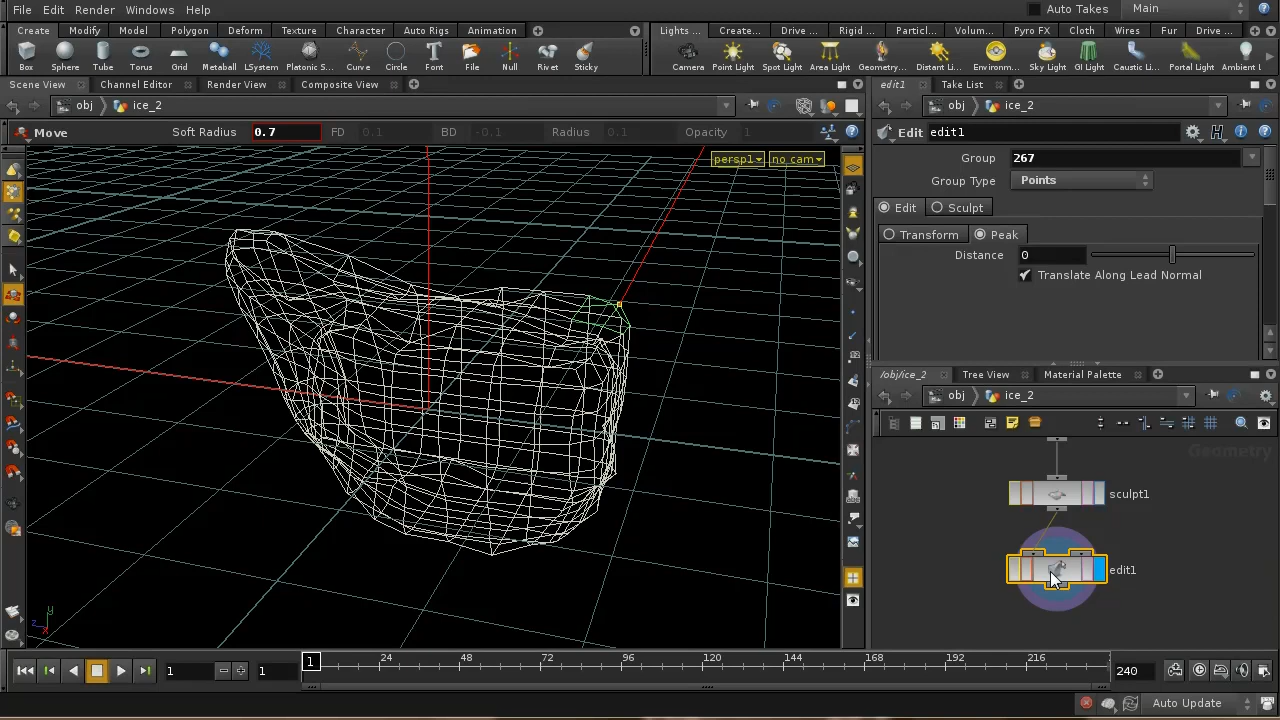 File Edit Render Windows Help Auto Takes Main
Create Modify Model Polygon Deform Texture Character Auto Rigs Animation Lights ... Create... Drive ... Rigid ... Particl... Volum... Pyro FX Cloth Wires Fur Drive ...
Box Sphere Tube Torus Grid Metaball LSystem Platonic S... Curve Circle Font File Null Rivet Sticky Camera Point Light Spot Light Area Light Geometry... Distant Li... Environm... Sky Light GI Light Caustic Li... Portal Light Ambient L
Scene View Channel Editor Render View Composite View edit1 Take List
obj ice_2 obj ice_2
Move Soft Radius 0.7 FD 0.1 BD -0.1 Radius 0.1 Opacity 1 Edit edit1
persp1 no cam
Group 267
Group Type Points
Edit Sculpt
Transform Peak
Distance 0
Translate Along Lead Normal
/obj/ice_2 Tree View Material Palette
obj ice_2
Geometry
sculpt1
edit1
y
z x
1 1 1 24 48 72 96 120 144 168 192 216 240
Auto Update